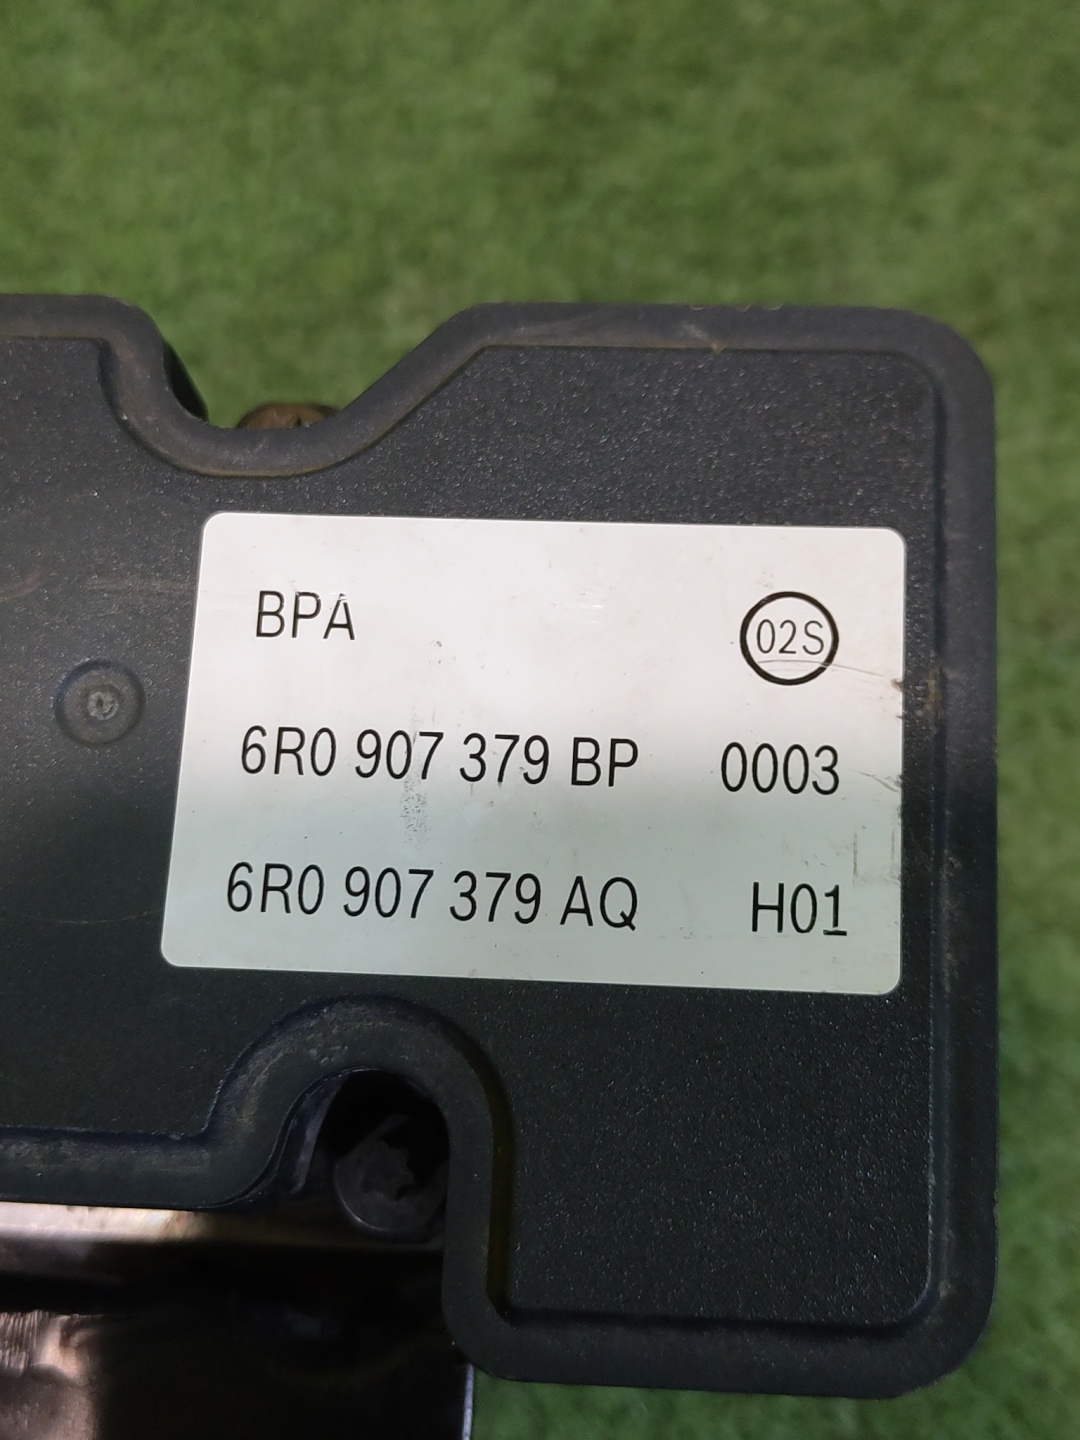 BPA 02S
6R0 907 379 BP 0003
6R0 907 379 AQ H01